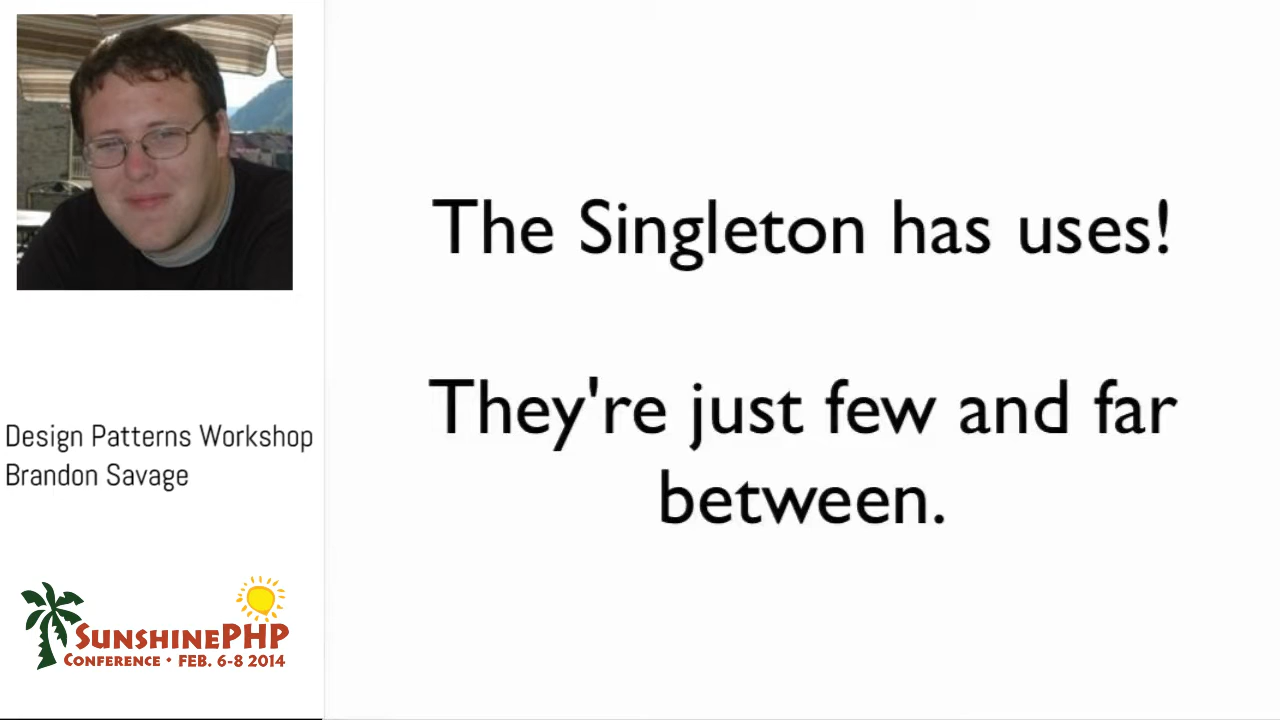 The Singleton has uses!
They're just few and far
between.
Design Patterns Workshop
Brandon Savage
SUNSHINEPHP
CONFERENCE • FEB. 6-8 2014